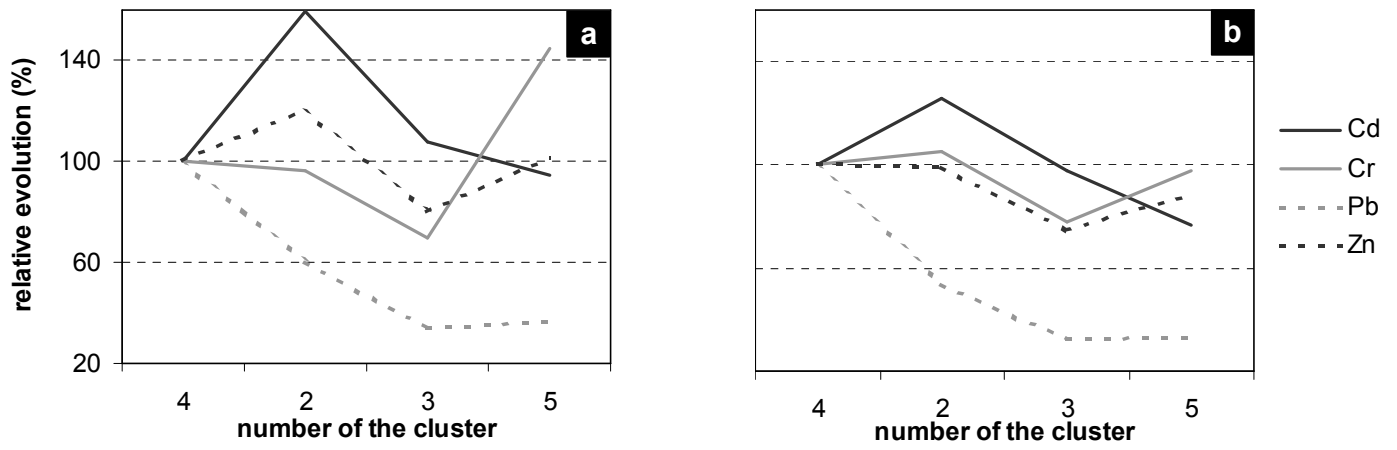 a
relative evolution (%)
140
100
60
20
4 2 3 5
number of the cluster
b
4 2 3 5
number of the cluster
Cd
Cr
Pb
Zn